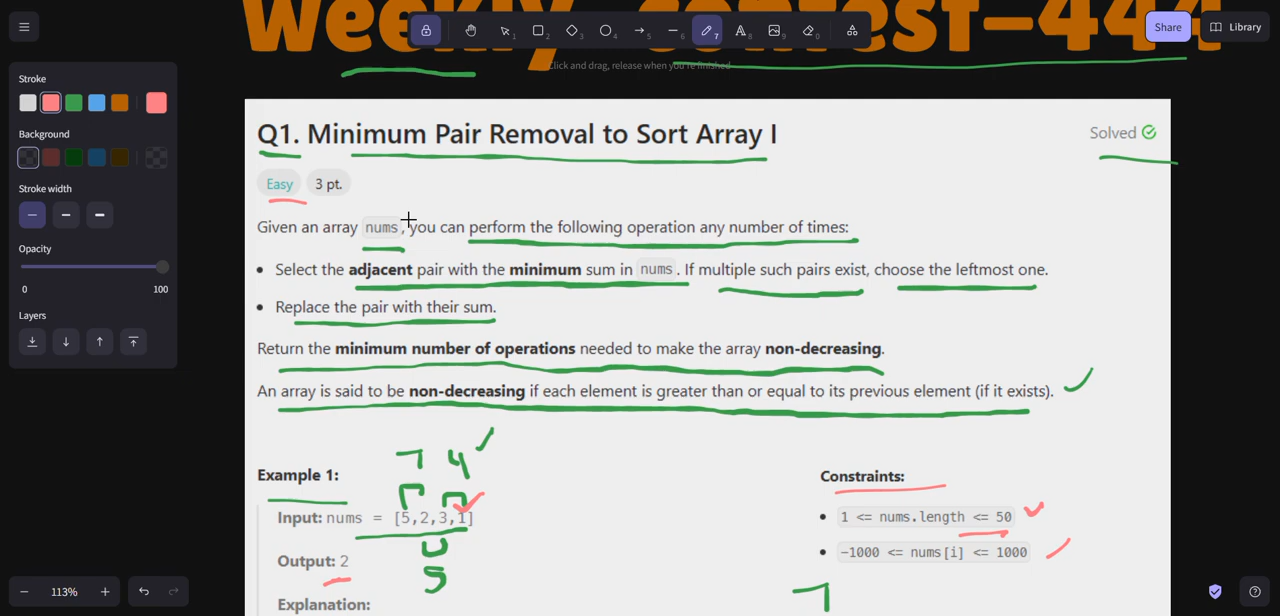 Weekly contest-444
Share
Library
Click and drag, release when you're finished
Stroke
Background
Stroke width
Opacity
0 100
Layers
Q1. Minimum Pair Removal to Sort Array I
Solved
Easy 3 pt.
Given an array nums, you can perform the following operation any number of times:
• Select the adjacent pair with the minimum sum in nums. If multiple such pairs exist, choose the leftmost one.
• Replace the pair with their sum.
Return the minimum number of operations needed to make the array non-decreasing.
An array is said to be non-decreasing if each element is greater than or equal to its previous element (if it exists).
7 4
Example 1:
Input: nums = [5,2,3,1]
5
Output: 2
Explanation:
Constraints:
• 1 <= nums.length <= 50
• -1000 <= nums[i] <= 1000
7
113%